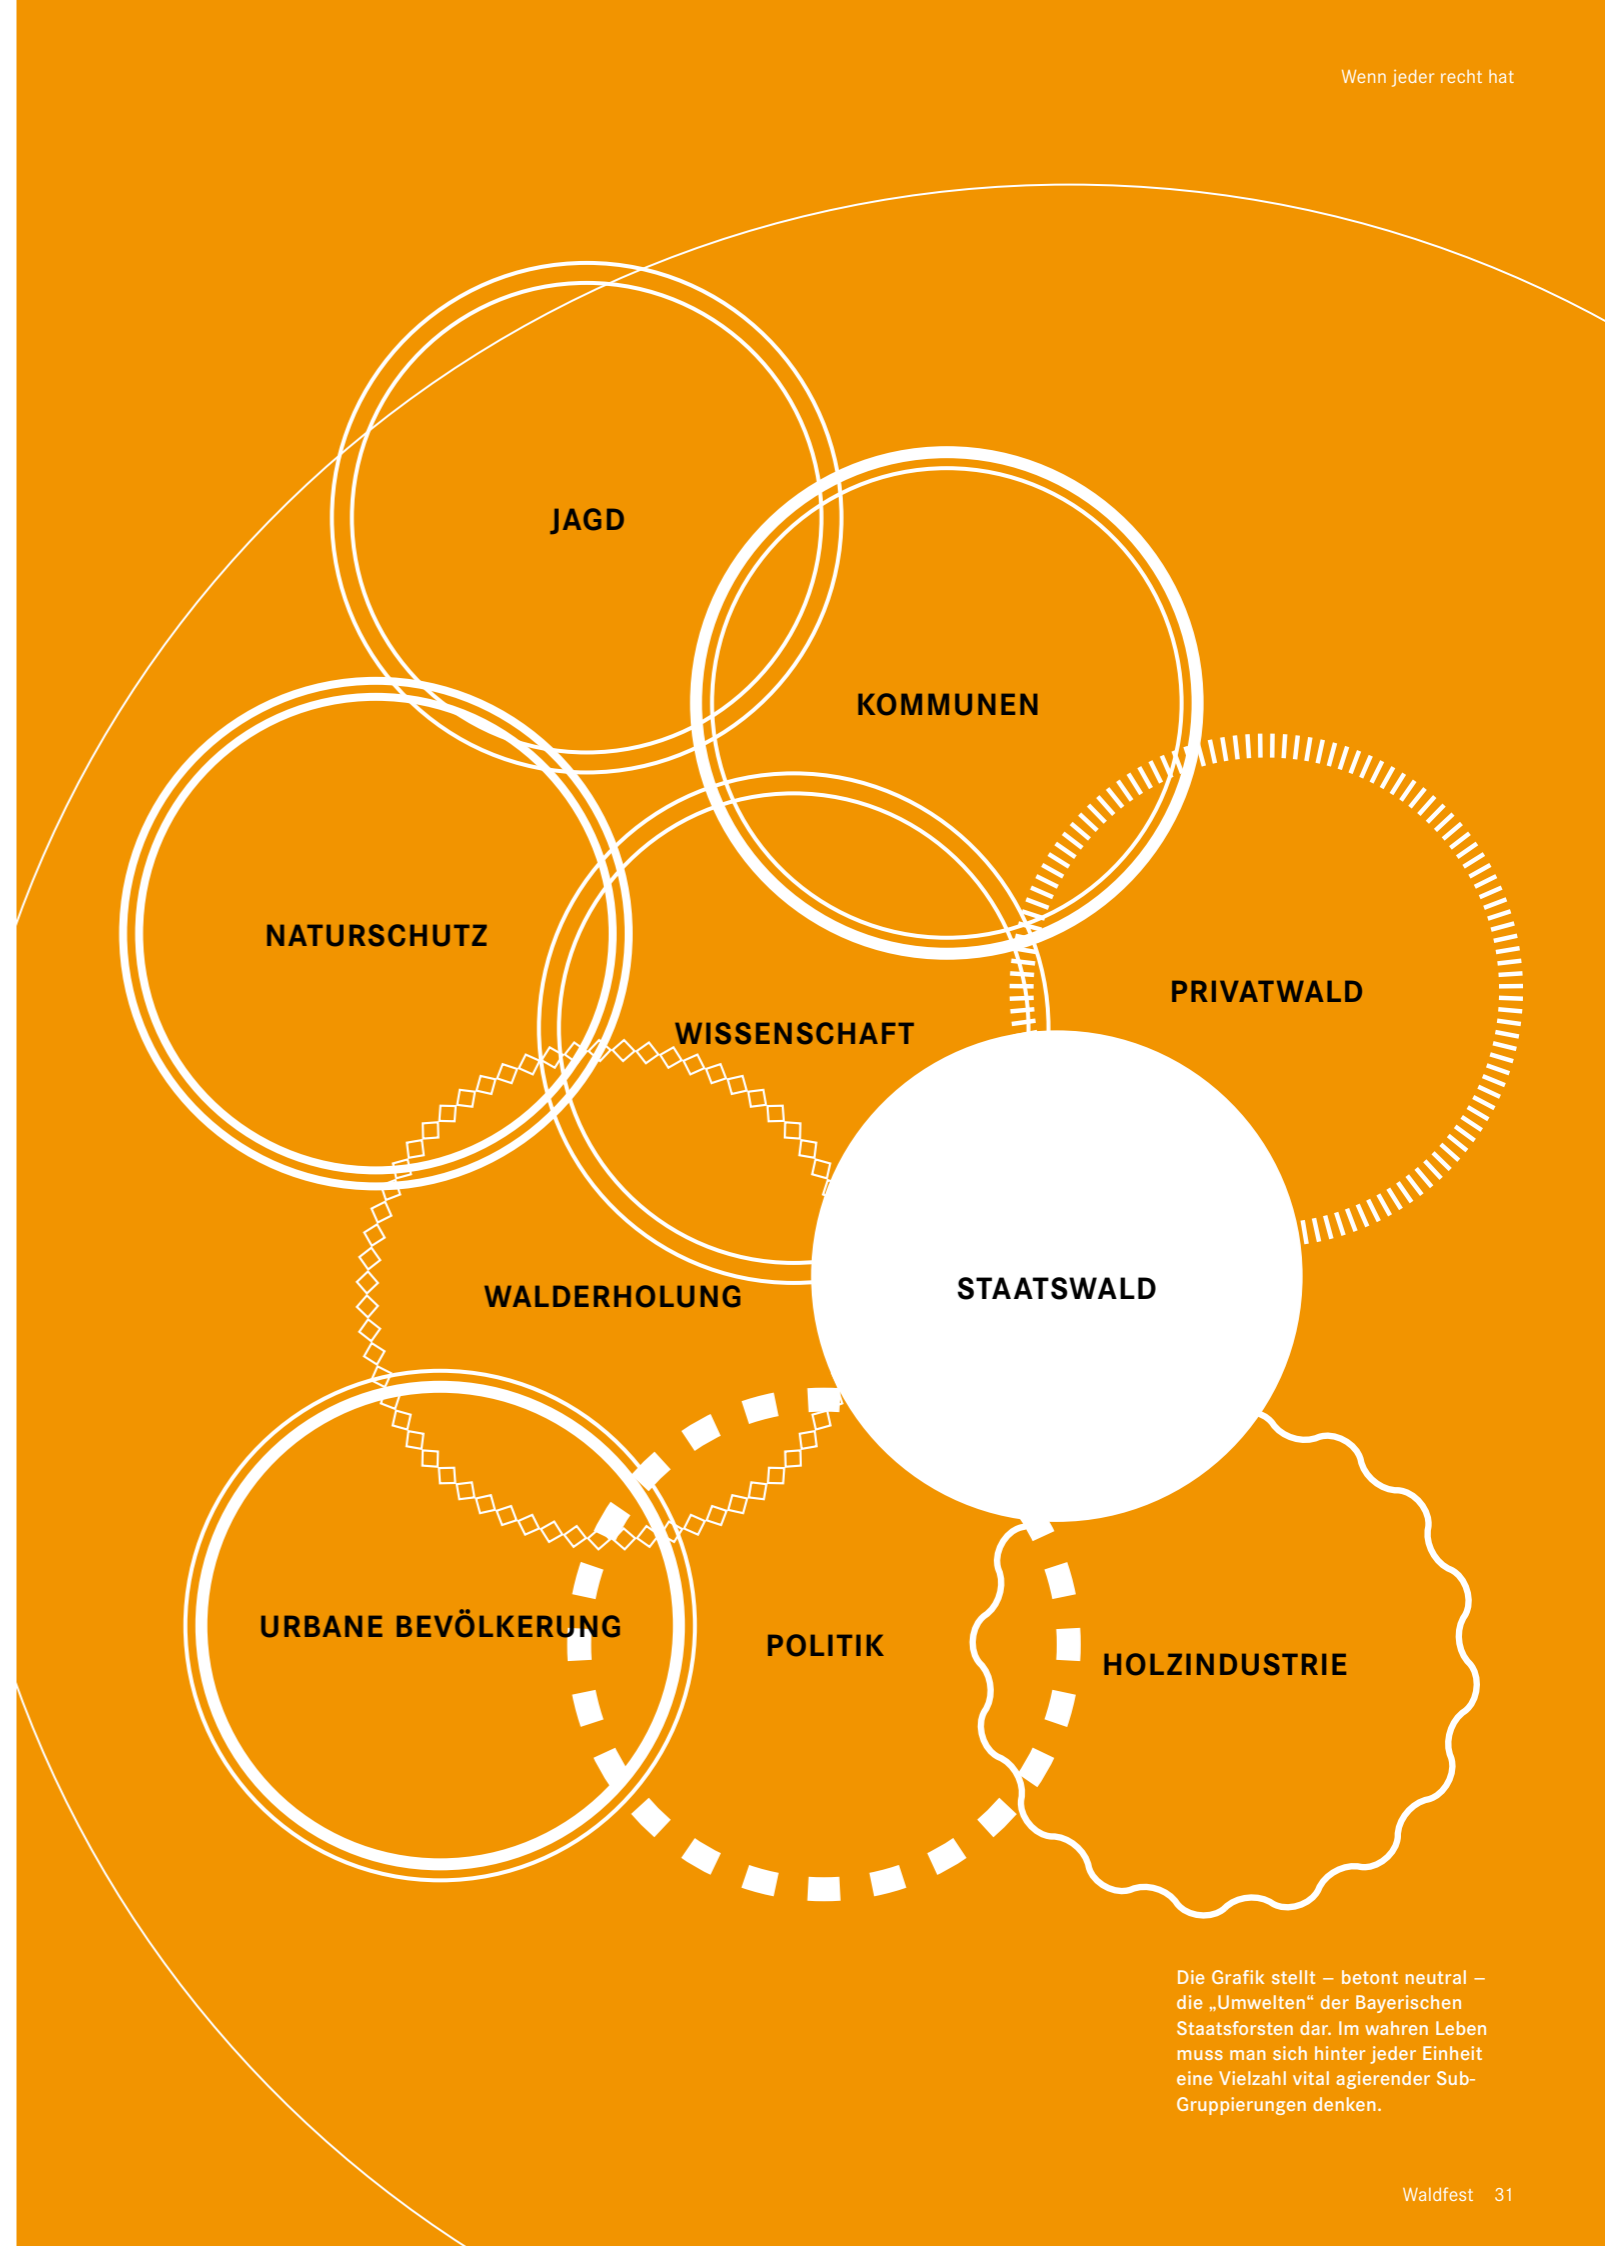 Wenn jeder recht hat
JAGD
KOMMUNEN
NATURSCHUTZ
PRIVATWALD
WISSENSCHAFT
STAATSWALD
WALDERHOLUNG
URBANE BEVÖLKERUNG
POLITIK
HOLZINDUSTRIE
Die Grafik stellt – betont neutral –
die „Umwelten“ der Bayerischen
Staatsforsten dar. Im wahren Leben
muss man sich hinter jeder Einheit
eine Vielzahl vital agierender Sub-
Gruppierungen denken.
Waldfest 31